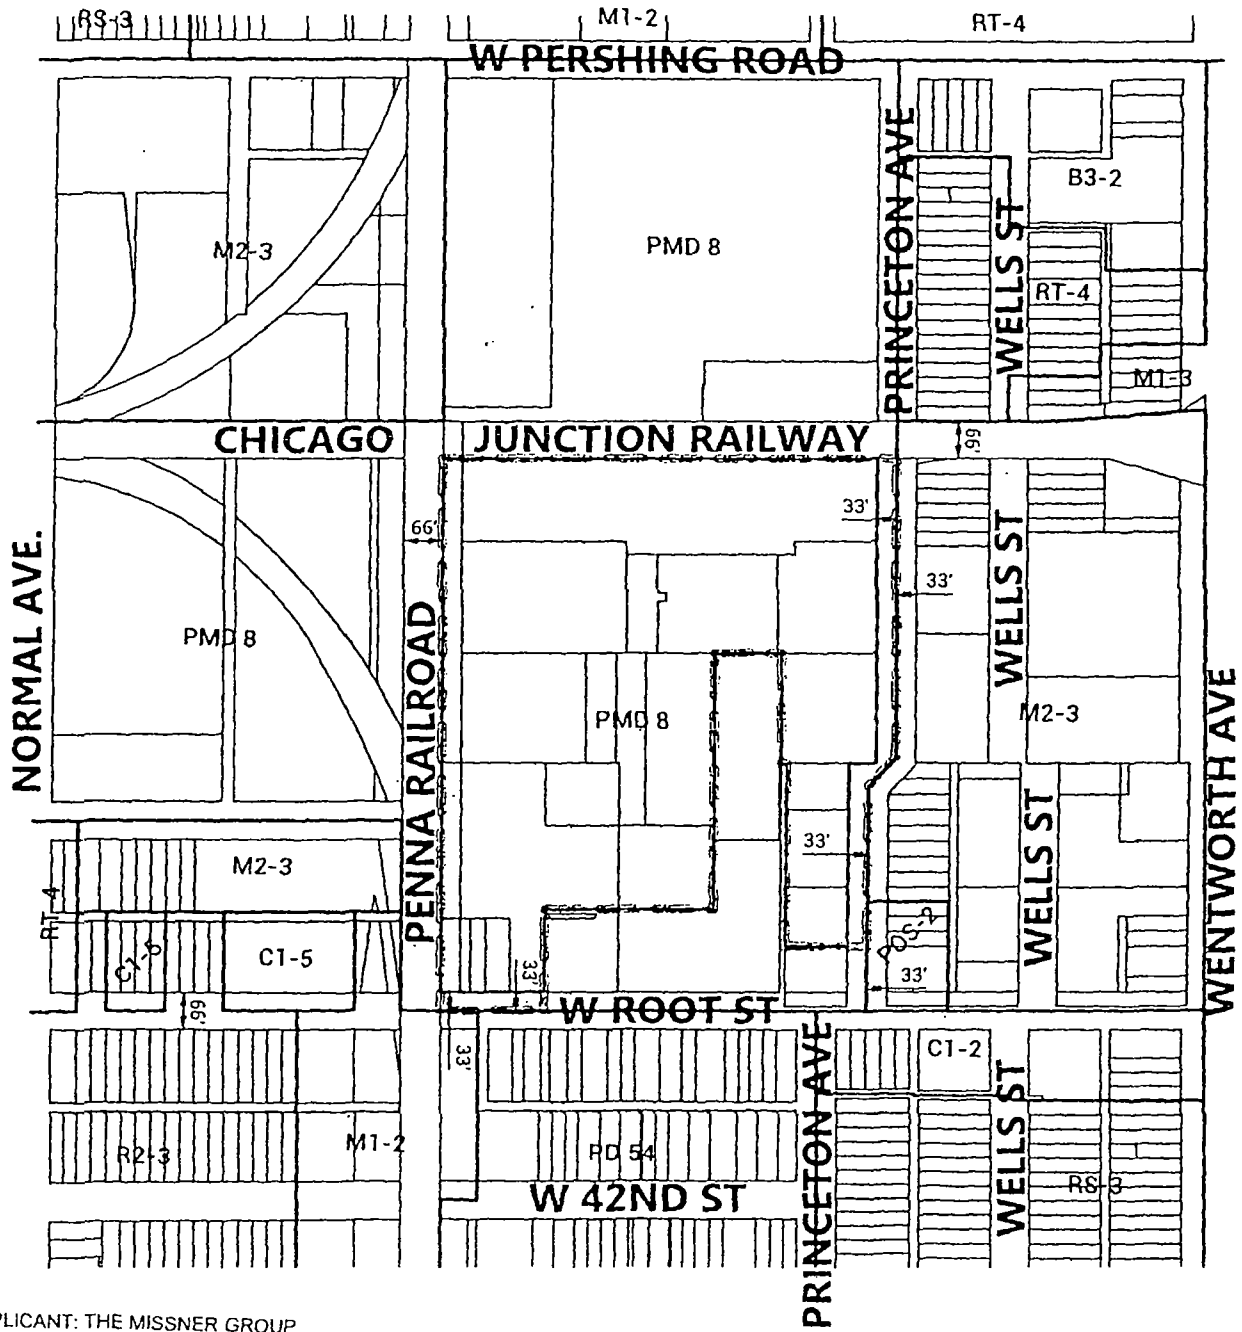 RS-3
M1-2
RT-4
W PERSHING ROAD
PRINCETON AVE
B3-2
WELLS ST
M2-3
PMD 8
RT-4
M1-3
CHICAGO JUNCTION RAILWAY
66'
33'
66'
NORMAL AVE.
WELLS ST
33'
PENNA RAILROAD
PMD 8
PMD 8
M2-3
WENTWORTH AVE
WELLS ST
33'
M2-3
RT-4
C1-5
C1-5
POS-2
33'
33'
66'
W ROOT ST
33'
PRINCETON AVE
C1-2
WELLS ST
R2-3
M1-2
PD 54
RS-3
W 42ND ST
PLICANT: THE MISSNER GROUP